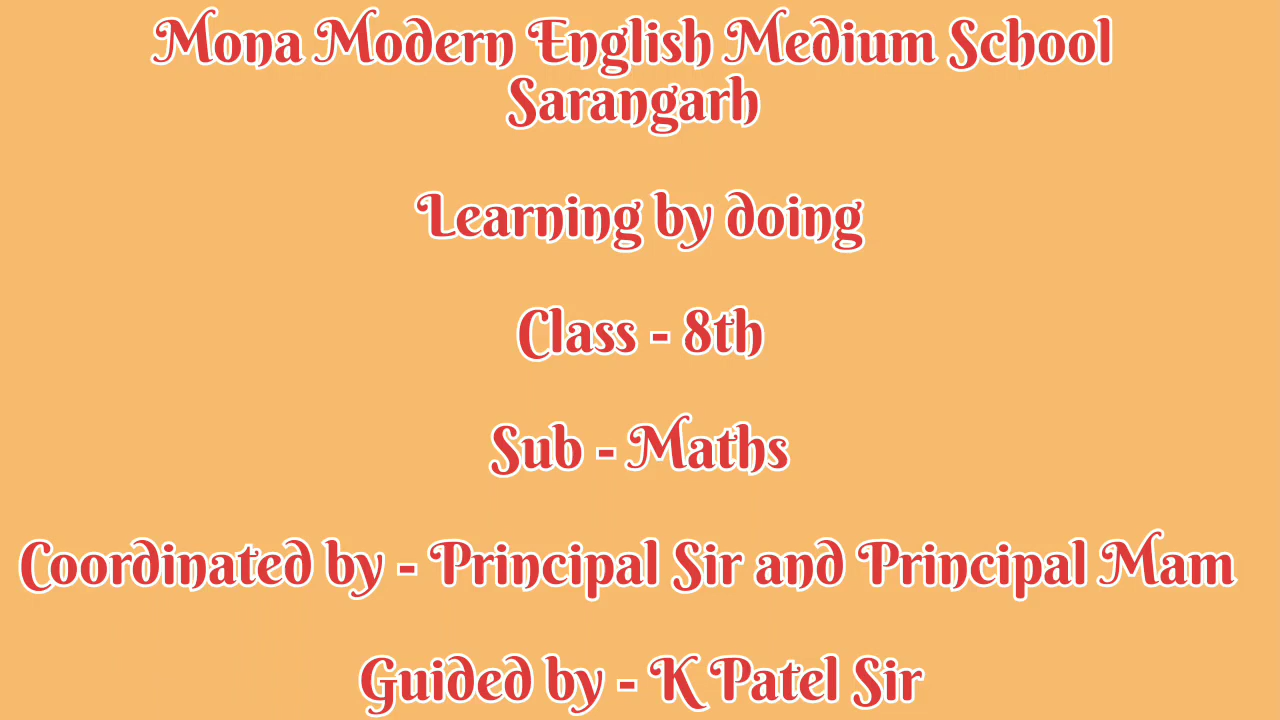 Mona Modern English Medium School
Sarangarh
Learning by doing
Class - 8th
Sub - Maths
Coordinated by - Principal Sir and Principal Mam
Guided by - K Patel Sir